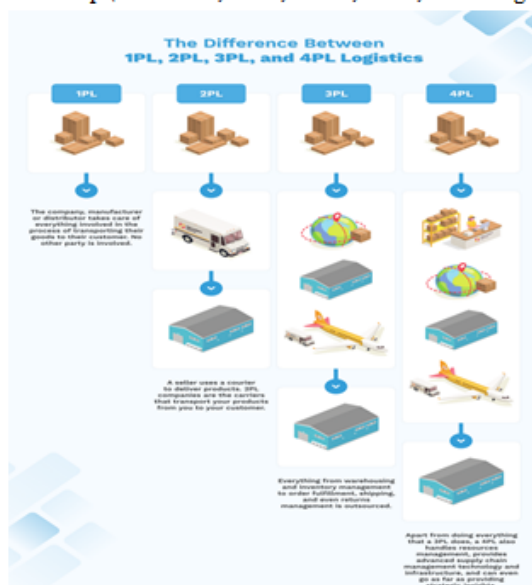 The Difference Between
1PL, 2PL, 3PL, and 4PL Logistics
1PL
2PL
3PL
4PL
The company, manufacturer
or distributor takes care of
everything involved in the
process of transporting their
goods to their customer. No
other party is involved.
A seller uses a courier
to deliver products. 2PL
companies are the carriers
that transport your products
from you to your customer.
Everything from warehousing
and inventory management
to order fulfillment, shipping,
and even returns
management is outsourced.
Apart from doing everything
that a 3PL does, a 4PL also
handles resources
management, provides
advanced supply chain
management technology and
infrastructure, and can even
go as far as providing